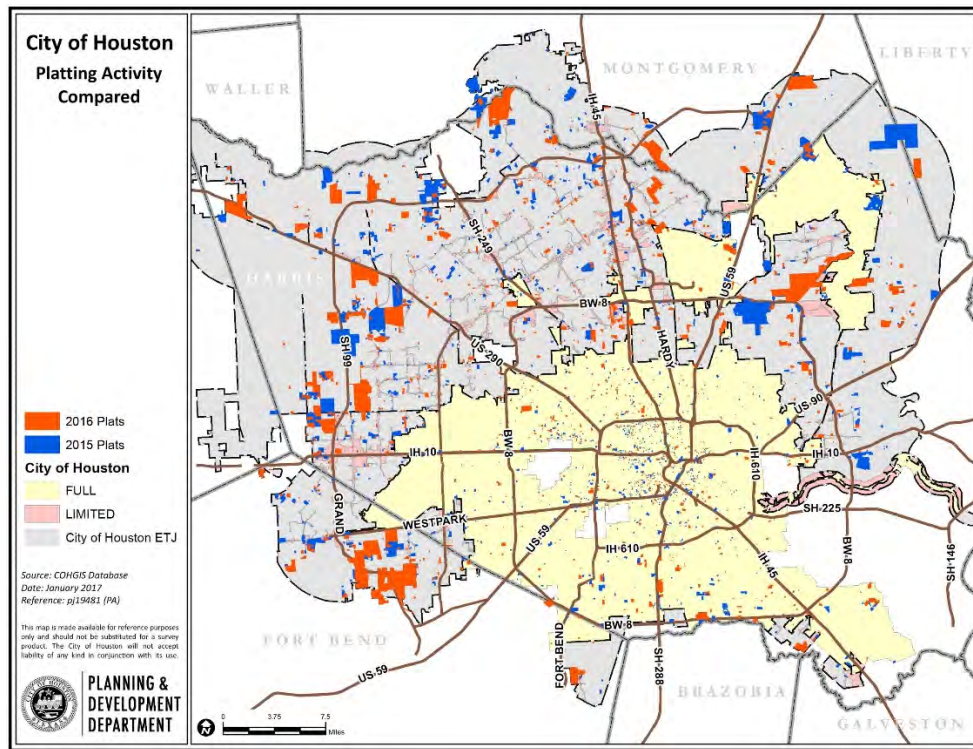 City of Houston
Platting Activity
Compared
2016 Plats
2015 Plats
City of Houston
FULL
LIMITED
City of Houston ETJ
Source: COHGIS Database
Date: January 2017
Reference: pj19481 (PA)
This map is made available for reference purposes
only and should not be substituted for a survey
product. The City of Houston will not accept
liability of any kind in conjunction with its use.
PLANNING &
DEVELOPMENT
DEPARTMENT
WALLER
MONTGOMERY
LIBERTY
IH 45
SH 249
US 59
HARRIS
BW 8
SH 99
US 290
HARDY
US 90
BW 8
IH 10
IH 610
IH 10
GRAND
WESTPARK
SH 225
US 59
IH 610
IH 45
BW 8
SH 146
FORT BEND
BW 8
FORT BEND
US 59
SH 288
BRAZORIA
GALVESTON
0 3.75 7.5
Miles